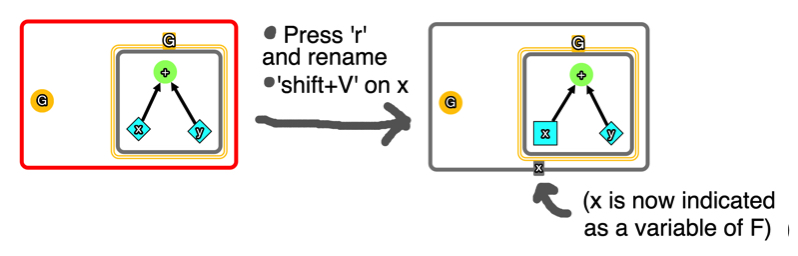 G
G
+
x
y
Press 'r'
and rename
'shift+V' on x
G
G
+
x
y
x
(x is now indicated
as a variable of F) (